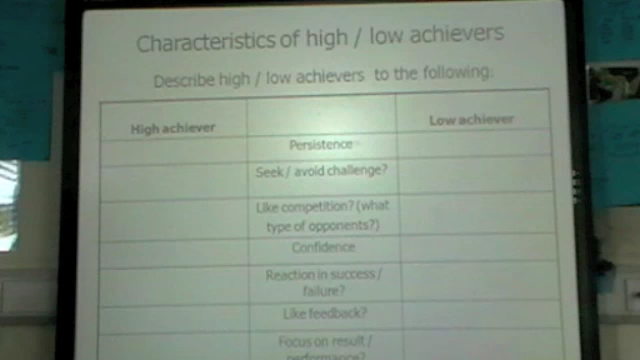 Characteristics of high / low achievers
Describe high / low achievers to the following:
High achiever
Low achiever
Persistence
Seek / avoid challenge?
Like competition? (what
type of opponents?)
Confidence
Reaction in success /
failure?
Like feedback?
Focus on result /
performance?